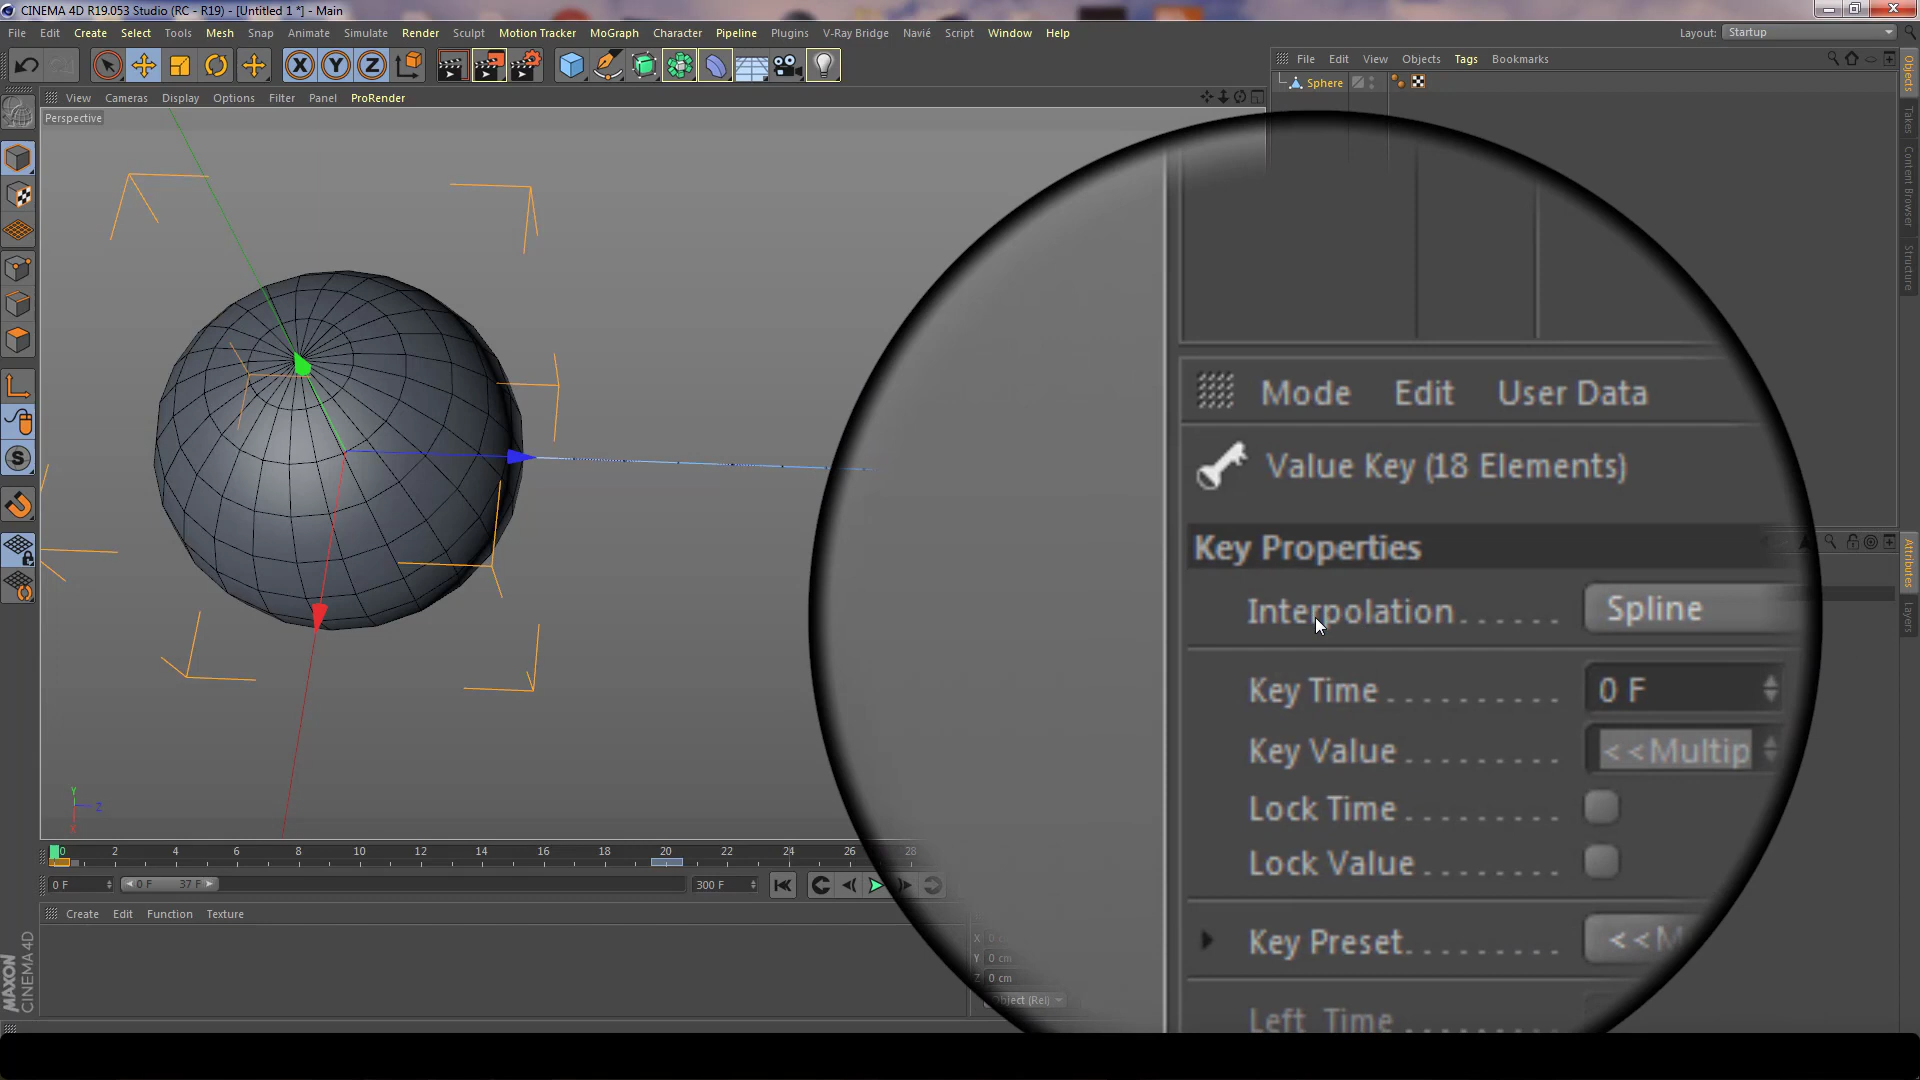 CINEMA 4D R19.053 Studio (RC - R19) - [Untitled 1 *] - Main
File Edit Create Select Tools Mesh Snap Animate Simulate Render Sculpt Motion Tracker MoGraph Character Pipeline Plugins V-Ray Bridge Navié Script Window Help
Layout: Startup
X Y Z
File Edit View Objects Tags Bookmarks
Sphere
View Cameras Display Options Filter Panel ProRender
Perspective
Objects
Takes
Content Browser
Structure
Attributes
Layers
Mode Edit User Data
Value Key (18 Elements)
Key Properties
Interpolation Spline
Key Time 0 F
Key Value <<Multip
Lock Time
Lock Value
Key Preset <<M
Left Time
S
Y
Z
X
0 2 4 6 8 10 12 14 16 18 20 22 24 26 28
0 F 0 F 37 F 300 F
Create Edit Function Texture
X 0 cm
Y 0 cm
Z 0 cm
Object (Rel)
MAXON
CINEMA 4D